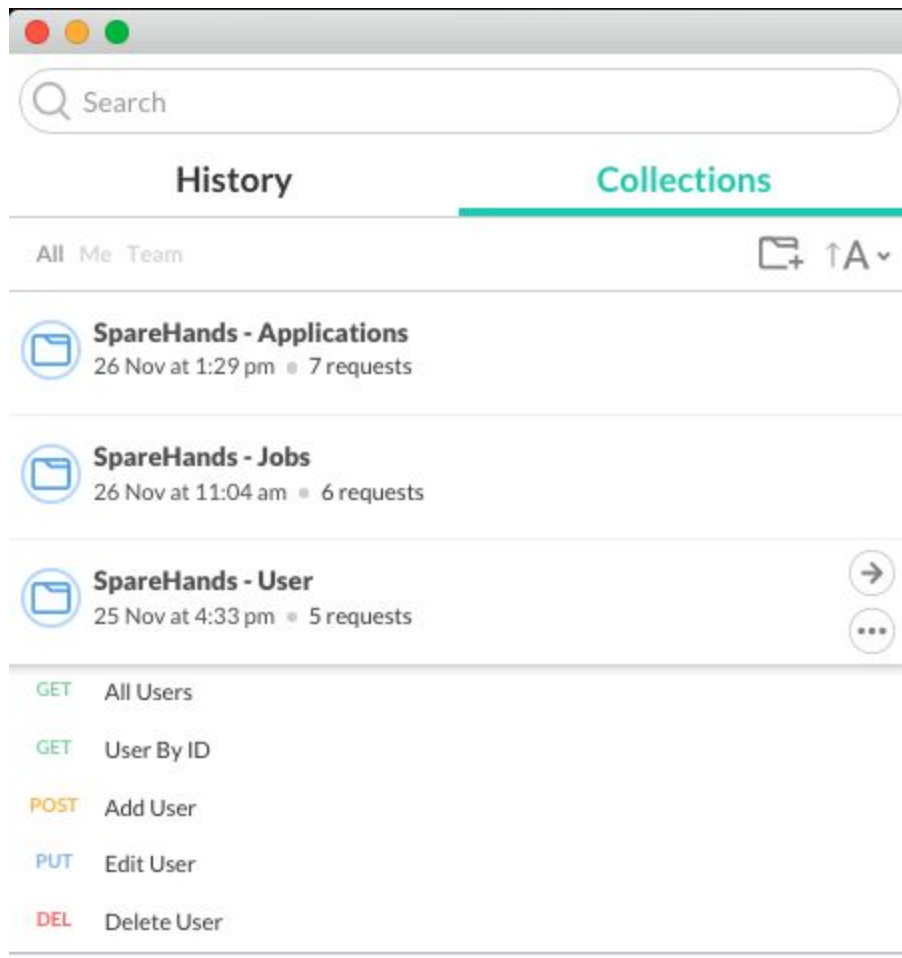 Search
History Collections
All Me Team ↑A
SpareHands - Applications
26 Nov at 1:29 pm 7 requests
SpareHands - Jobs
26 Nov at 11:04 am 6 requests
SpareHands - User
25 Nov at 4:33 pm 5 requests
GET All Users
GET User By ID
POST Add User
PUT Edit User
DEL Delete User